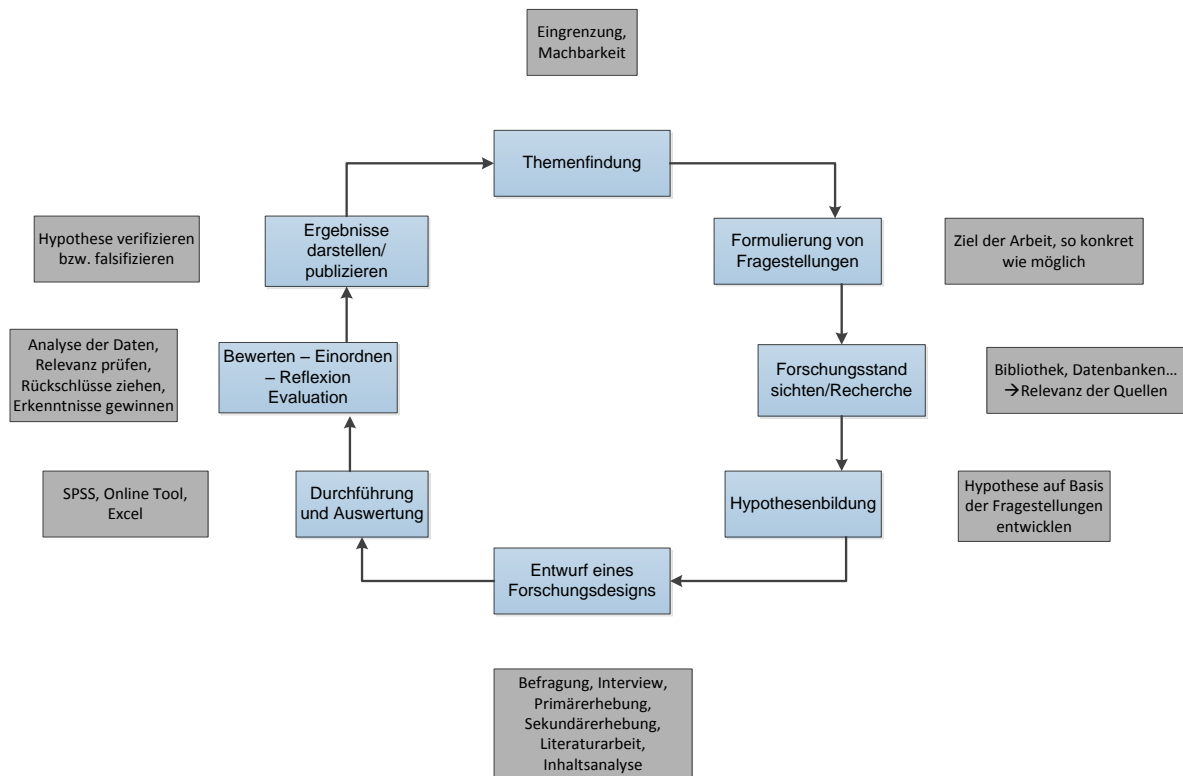 Eingrenzung,
Machbarkeit
Themenfindung
Hypothese verifizieren
bzw. falsifizieren
Ergebnisse
darstellen/
publizieren
Formulierung von
Fragestellungen
Ziel der Arbeit, so konkret
wie möglich
Analyse der Daten,
Relevanz prüfen,
Rückschlüsse ziehen,
Erkenntnisse gewinnen
Bewerten – Einordnen
– Reflexion
Evaluation
Forschungsstand
sichten/Recherche
Bibliothek, Datenbanken...
→Relevanz der Quellen
SPSS, Online Tool,
Excel
Durchführung
und Auswertung
Hypothesenbildung
Hypothese auf Basis
der Fragestellungen
entwicklen
Entwurf eines
Forschungsdesigns
Befragung, Interview,
Primärerhebung,
Sekundärerhebung,
Literaturarbeit,
Inhaltsanalyse